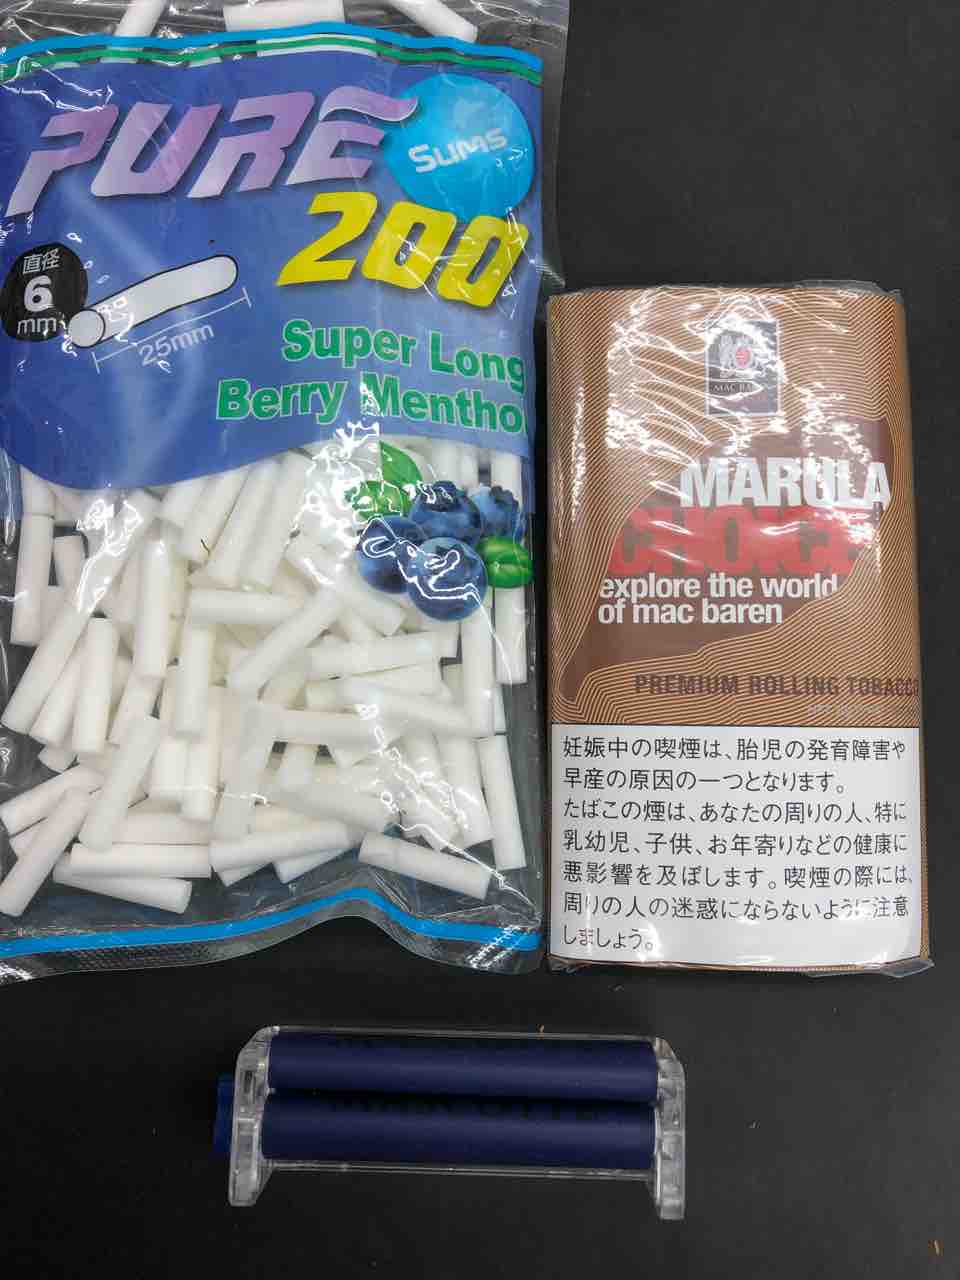 PURE
SLIMS
200
直径
6
mm
25mm
Super Long
Berry Menthol
MAC BAREN
MARULA
CHOICE
explore the world
of mac baren
PREMIUM ROLLING TOBACCO
妊娠中の喫煙は、胎児の発育障害や
早産の原因の一つとなります。
たばこの煙は、あなたの周りの人、特に
乳幼児、子供、お年寄りなどの健康に
悪影響を及ぼします。喫煙の際には、
周りの人の迷惑にならないように注意
しましょう。